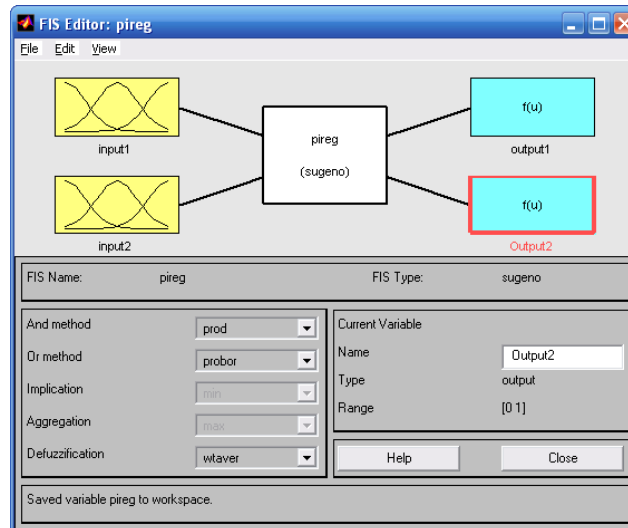 FIS Editor: pireg
File Edit View
f(u)
pireg
input1
output1
(sugeno)
f(u)
input2
Output2
FIS Name: pireg FIS Type: sugeno
And method prod
Or method probor
Implication min
Aggregation max
Defuzzification wtaver
Current Variable
Name Output2
Type output
Range [0 1]
Help Close
Saved variable pireg to workspace.